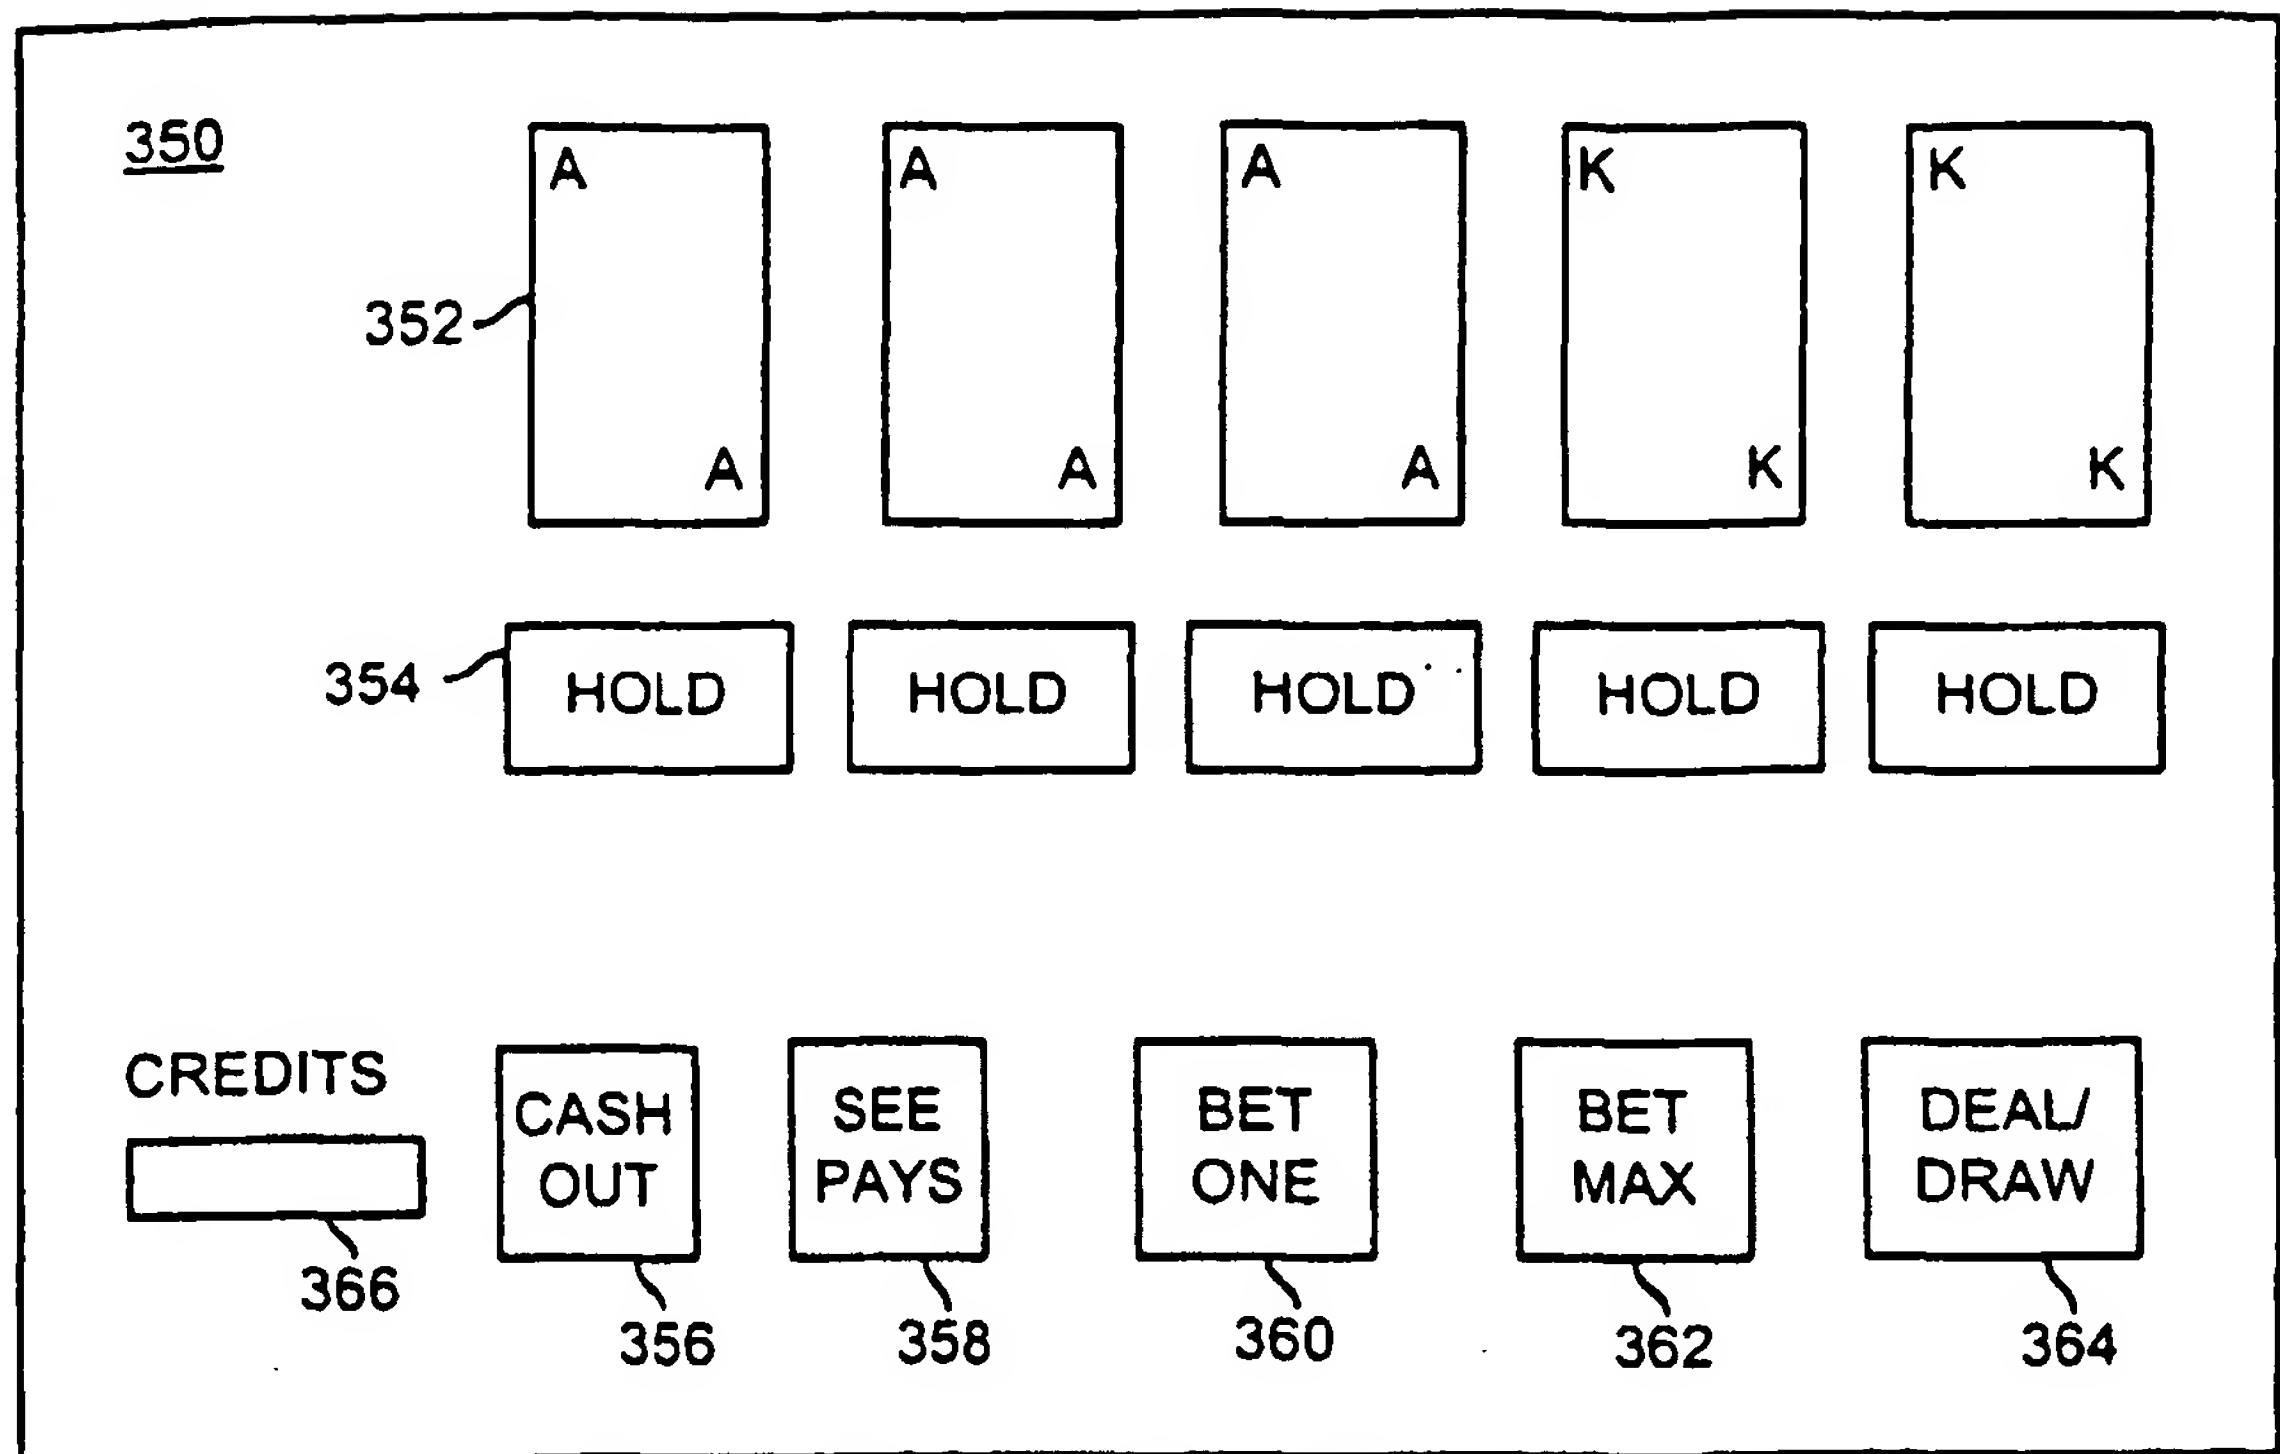 350
A A A K K
352
A A A K K
354 HOLD HOLD HOLD HOLD HOLD
CREDITS
366
CASH
OUT
356
SEE
PAYS
358
BET
ONE
360
BET
MAX
362
DEAL/
DRAW
364